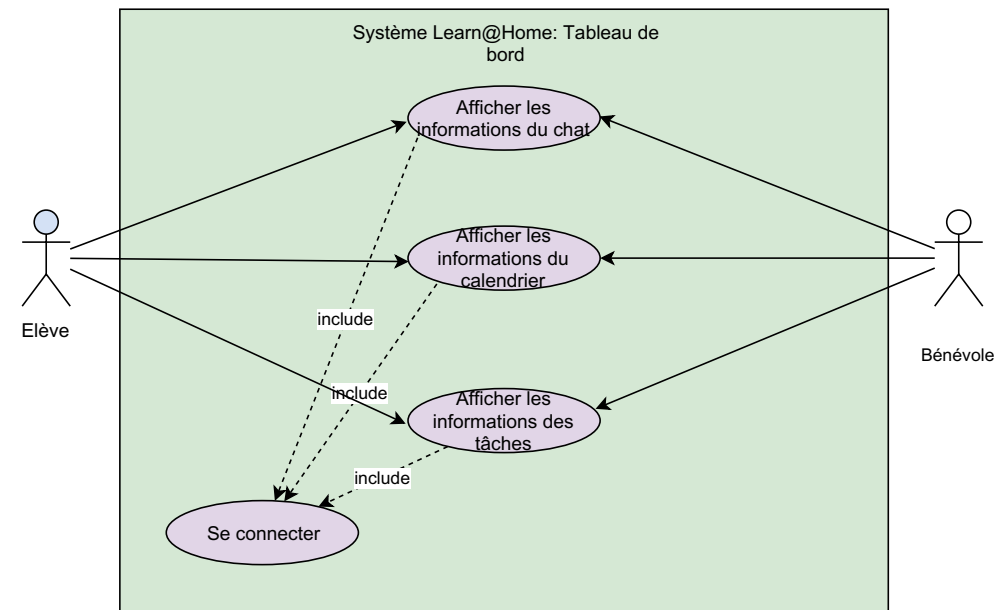 Système Learn@Home: Tableau de
bord
Afficher les
informations du chat
Afficher les
informations du
calendrier
include
Elève
Bénévole
include
Afficher les
informations des
tâches
include
Se connecter